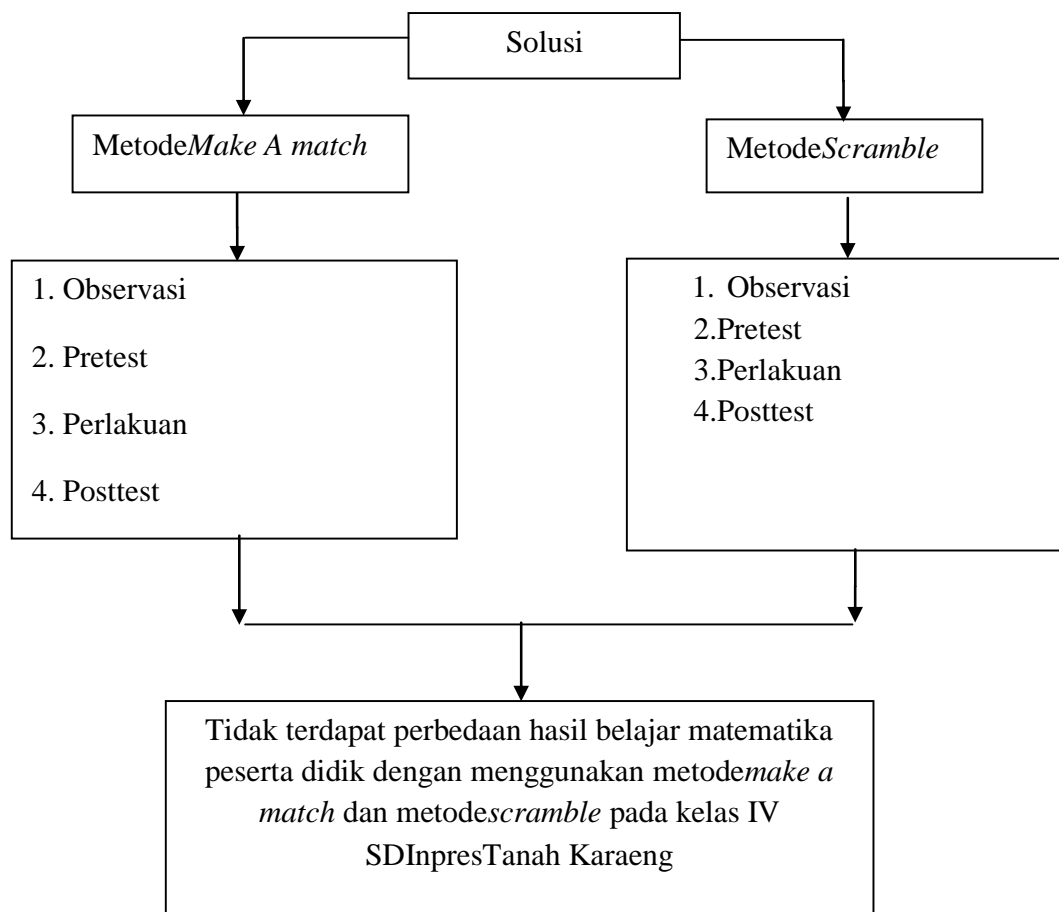 Solusi
MetodeMake A match
MetodeScramble
1. Observasi
2. Pretest
3. Perlakuan
4. Posttest
1. Observasi
2.Pretest
3.Perlakuan
4.Posttest
Tidak terdapat perbedaan hasil belajar matematika
peserta didik dengan menggunakan metodemake a
match dan metodescramble pada kelas IV
SDInpresTanah Karaeng